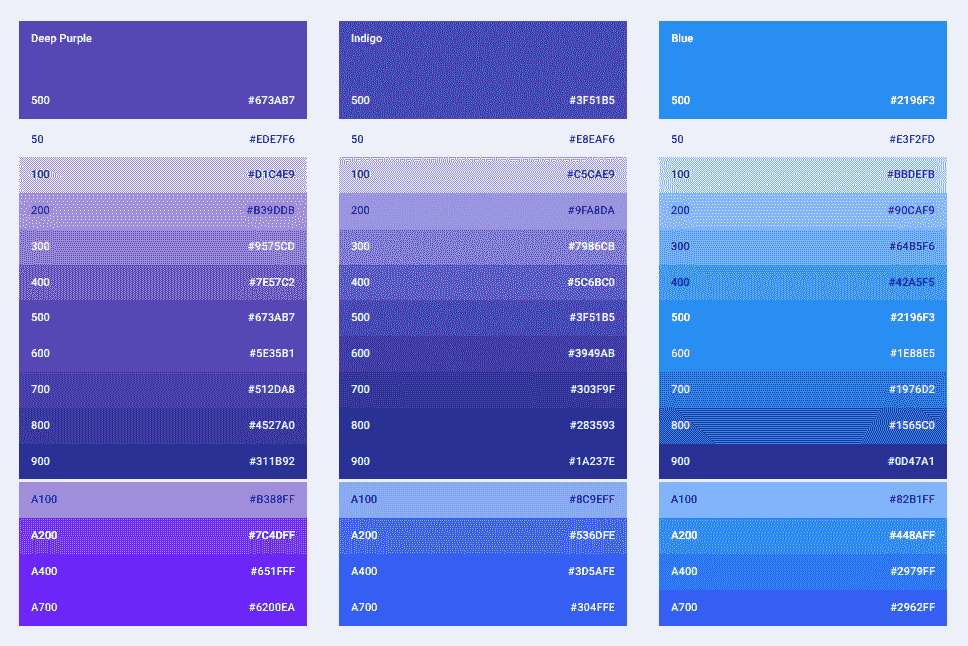 Deep Purple
500 #673AB7
50 #EDE7F6
100 #D1C4E9
200 #B39DDB
300 #9575CD
400 #7E57C2
500 #673AB7
600 #5E35B1
700 #512DA8
800 #4527A0
900 #311B92
A100 #B388FF
A200 #7C4DFF
A400 #651FFF
A700 #6200EA
Indigo
500 #3F51B5
50 #E8EAF6
100 #C5CAE9
200 #9FA8DA
300 #7986CB
400 #5C6BC0
500 #3F51B5
600 #3949AB
700 #303F9F
800 #283593
900 #1A237E
A100 #8C9EFF
A200 #536DFE
A400 #3D5AFE
A700 #304FFE
Blue
500 #2196F3
50 #E3F2FD
100 #BBDEFB
200 #90CAF9
300 #64B5F6
400 #42A5F5
500 #2196F3
600 #1E88E5
700 #1976D2
800 #1565C0
900 #0D47A1
A100 #82B1FF
A200 #448AFF
A400 #2979FF
A700 #2962FF